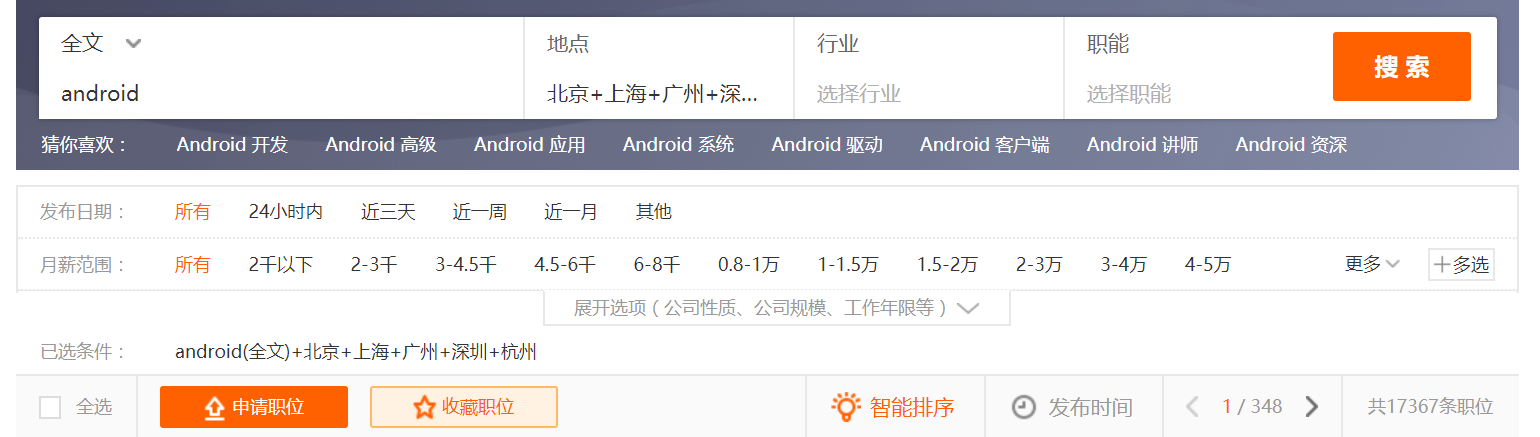 全文 地点 行业 职能
android 北京+上海+广州+深... 选择行业 选择职能 搜 索
猜你喜欢： Android 开发 Android 高级 Android 应用 Android 系统 Android 驱动 Android 客户端 Android 讲师 Android 资深
发布日期： 所有 24小时内 近三天 近一周 近一月 其他
月薪范围： 所有 2千以下 2-3千 3-4.5千 4.5-6千 6-8千 0.8-1万 1-1.5万 1.5-2万 2-3万 3-4万 4-5万 更多 +多选
展开选项（公司性质、公司规模、工作年限等）
已选条件： android(全文)+北京+上海+广州+深圳+杭州
全选 申请职位 收藏职位 智能排序 发布时间 1 / 348 共17367条职位